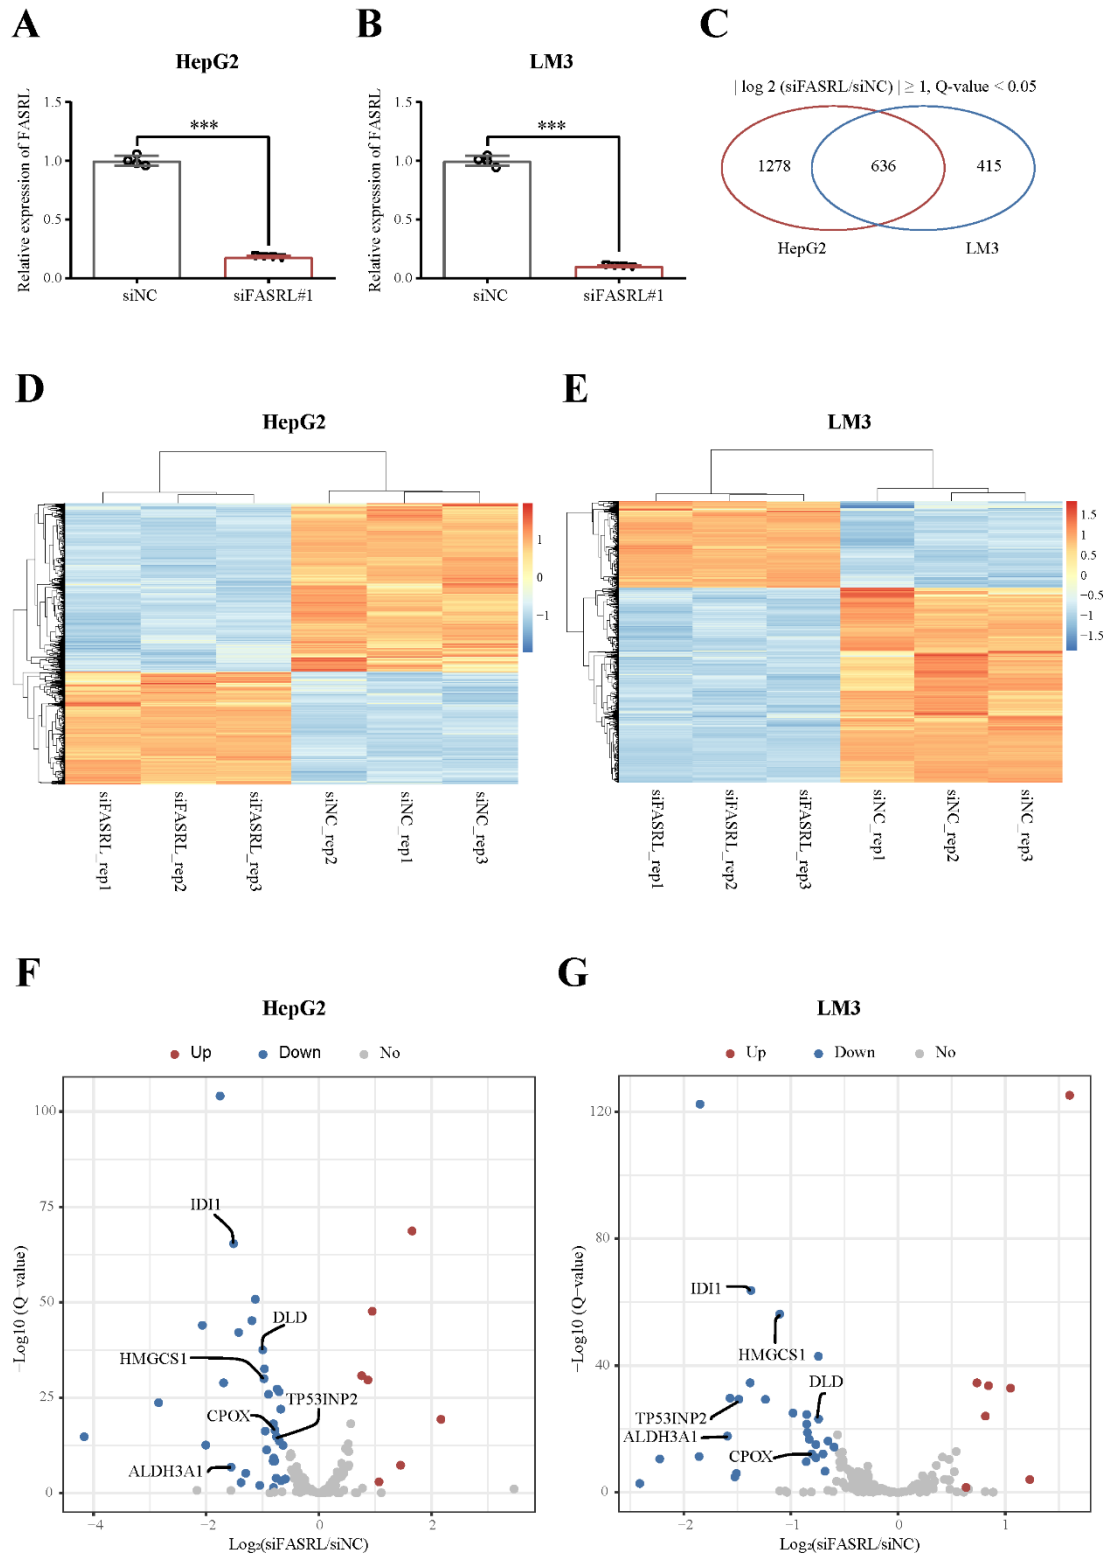 A
HepG2
Relative expression of FASRL
1.5
1.0
0.5
0.0
***
siNC
siFASRL#1
B
LM3
Relative expression of FASRL
1.5
1.0
0.5
0.0
***
siNC
siFASRL#1
C
| log 2 (siFASRL/siNC) | ≥ 1, Q-value < 0.05
1278
636
415
HepG2
LM3
D
HepG2
1
0
−1
siFASRL_rep1
siFASRL_rep2
siFASRL_rep3
siNC_rep2
siNC_rep1
siNC_rep3
E
LM3
1.5
1
0.5
0
−0.5
−1
−1.5
siFASRL_rep1
siFASRL_rep2
siFASRL_rep3
siNC_rep1
siNC_rep2
siNC_rep3
F
HepG2
Up
Down
No
−Log10 (Q−value)
100
75
50
25
0
IDI1
DLD
HMGCS1
TP53INP2
CPOX
ALDH3A1
−4
−2
0
2
Log₂(siFASRL/siNC)
G
LM3
Up
Down
No
−Log10 (Q−value)
120
80
40
0
IDI1
HMGCS1
DLD
TP53INP2
ALDH3A1
CPOX
−2
−1
0
1
Log₂(siFASRL/siNC)